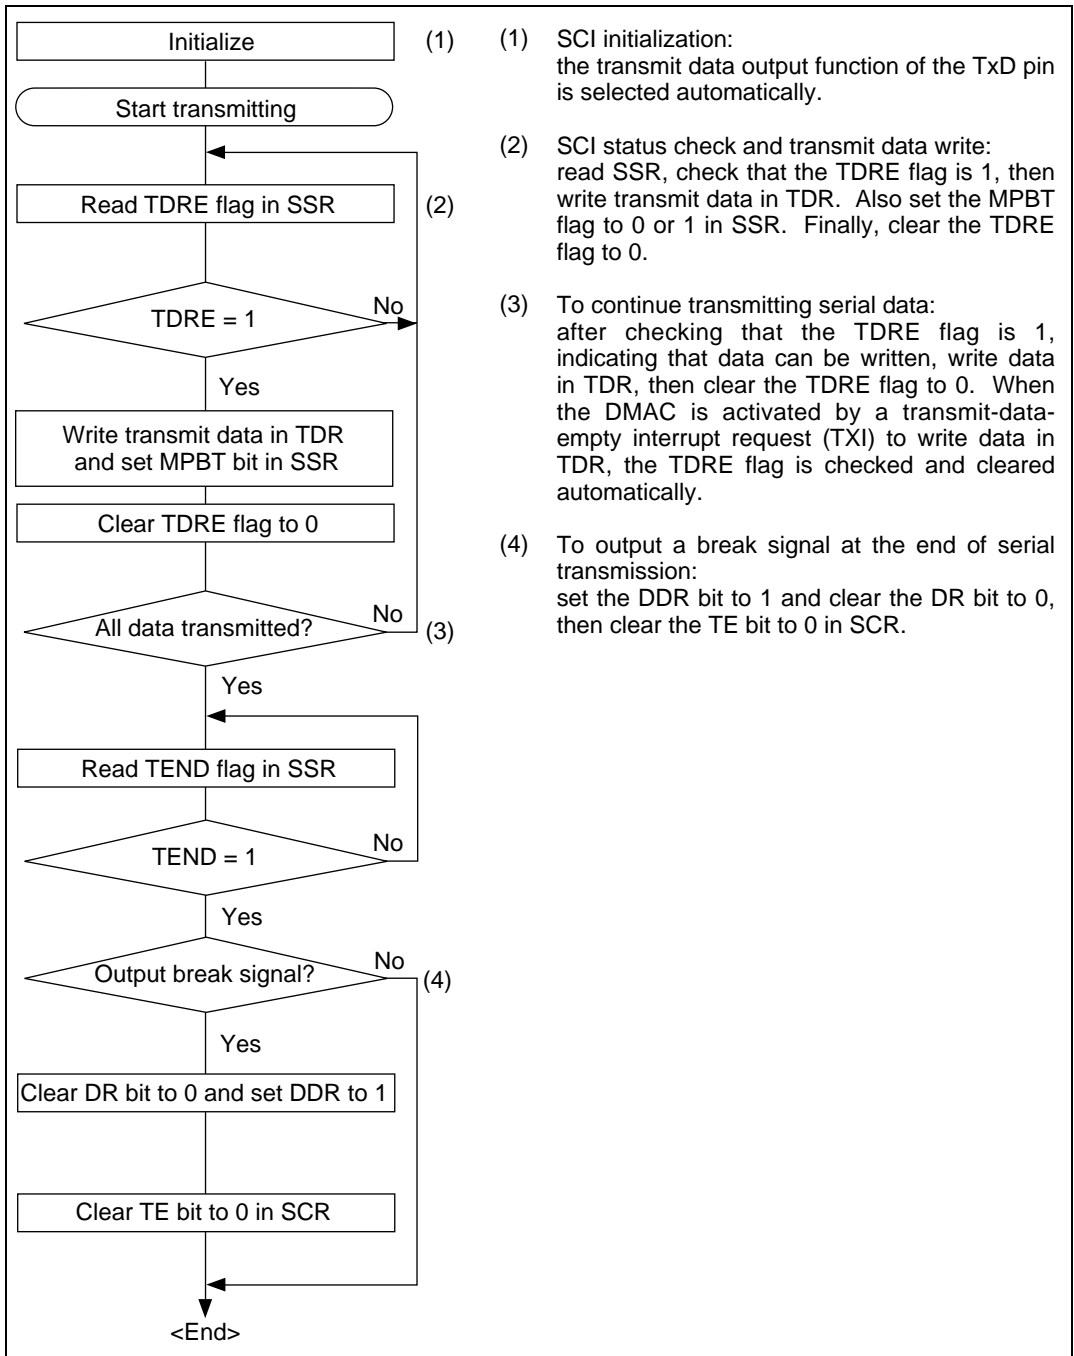 Initialize
(1)
Start transmitting
Read TDRE flag in SSR
(2)
TDRE = 1
No
Yes
Write transmit data in TDR
and set MPBT bit in SSR
Clear TDRE flag to 0
All data transmitted?
No
(3)
Yes
Read TEND flag in SSR
TEND = 1
No
Yes
Output break signal?
No
(4)
Yes
Clear DR bit to 0 and set DDR to 1
Clear TE bit to 0 in SCR
<End>
(1) SCI initialization:
the transmit data output function of the TxD pin
is selected automatically.
(2) SCI status check and transmit data write:
read SSR, check that the TDRE flag is 1, then
write transmit data in TDR. Also set the MPBT
flag to 0 or 1 in SSR. Finally, clear the TDRE
flag to 0.
(3) To continue transmitting serial data:
after checking that the TDRE flag is 1,
indicating that data can be written, write data
in TDR, then clear the TDRE flag to 0. When
the DMAC is activated by a transmit-data-
empty interrupt request (TXI) to write data in
TDR, the TDRE flag is checked and cleared
automatically.
(4) To output a break signal at the end of serial
transmission:
set the DDR bit to 1 and clear the DR bit to 0,
then clear the TE bit to 0 in SCR.